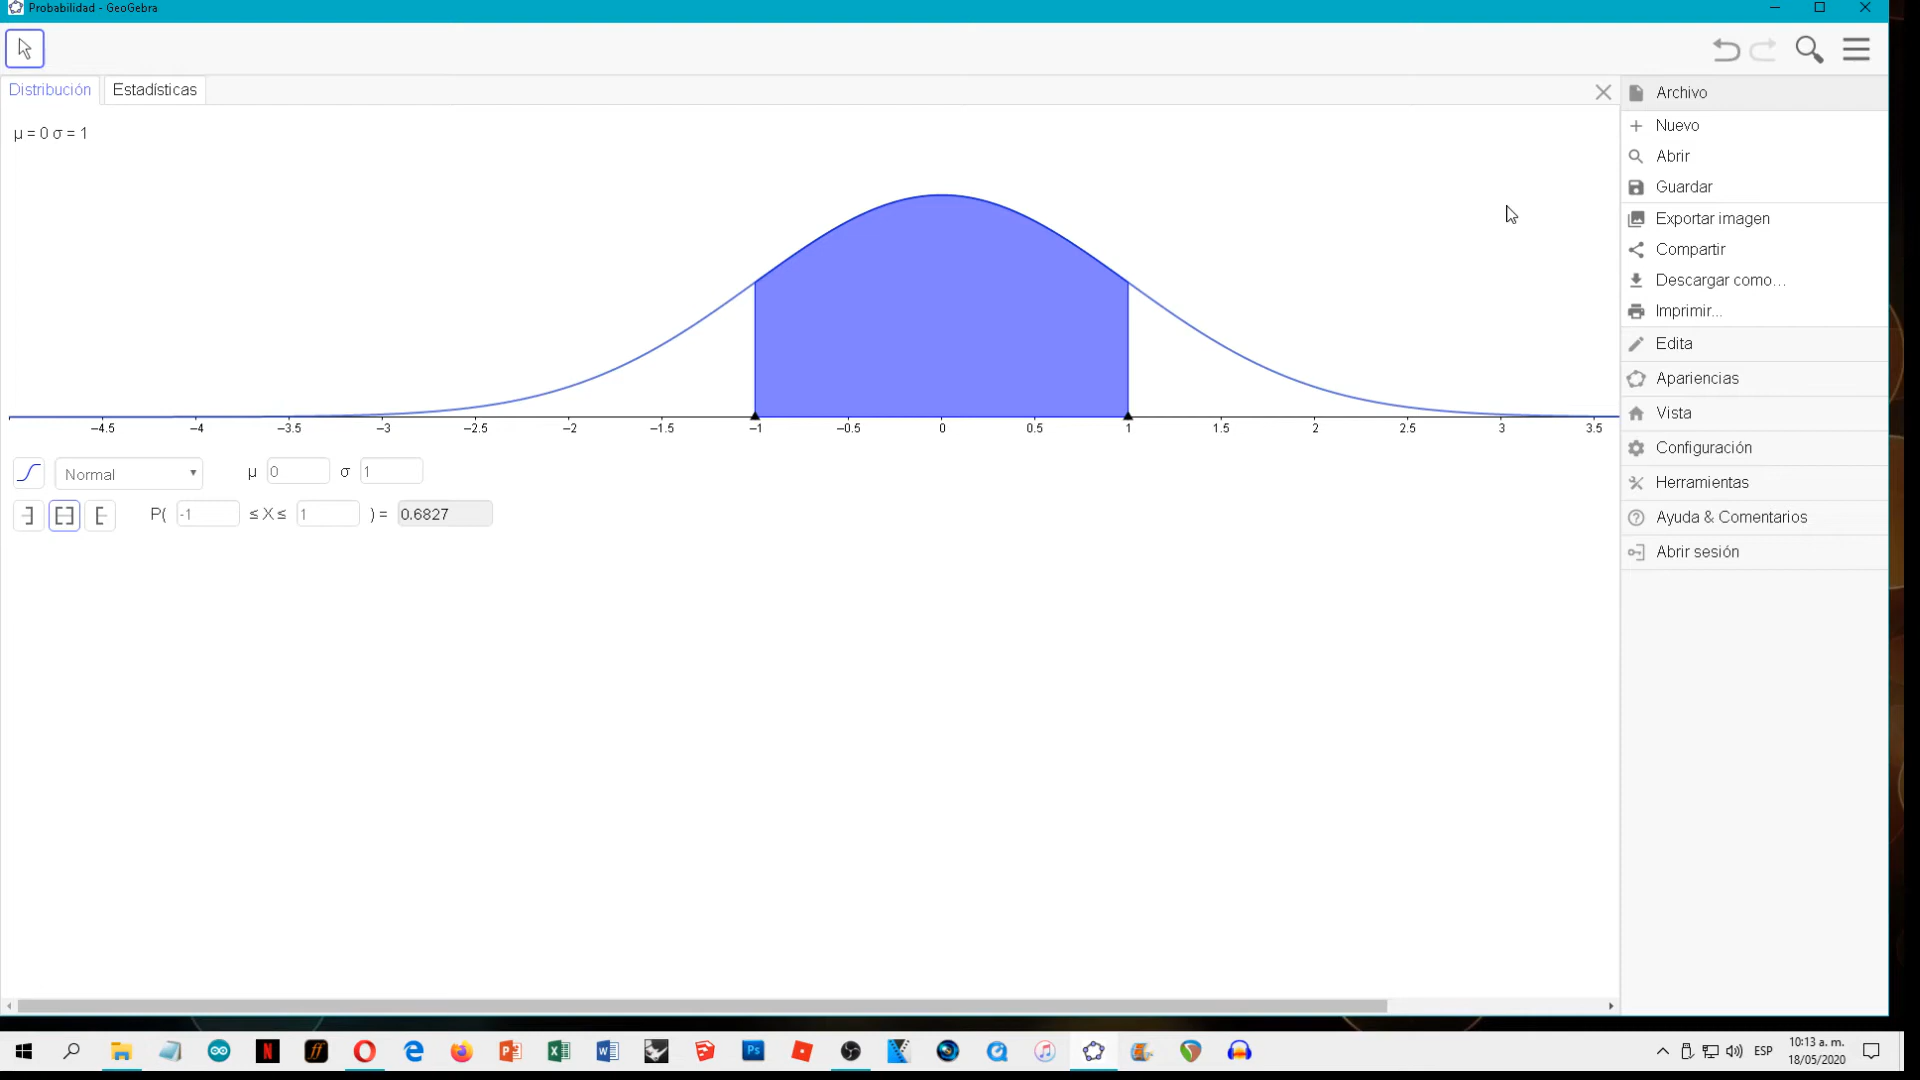 Probabilidad - GeoGebra
Distribución
Estadísticas
μ = 0 σ = 1
−4.5 −4 −3.5 −3 −2.5 −2 −1.5 −1 −0.5 0 0.5 1 1.5 2 2.5 3 3.5
Normal μ 0 σ 1
P( -1 ≤ X ≤ 1 ) = 0.6827
Archivo
Nuevo
Abrir
Guardar
Exportar imagen
Compartir
Descargar como...
Imprimir...
Edita
Apariencias
Vista
Configuración
Herramientas
Ayuda & Comentarios
Abrir sesión
ESP
10:13 a. m.
18/05/2020